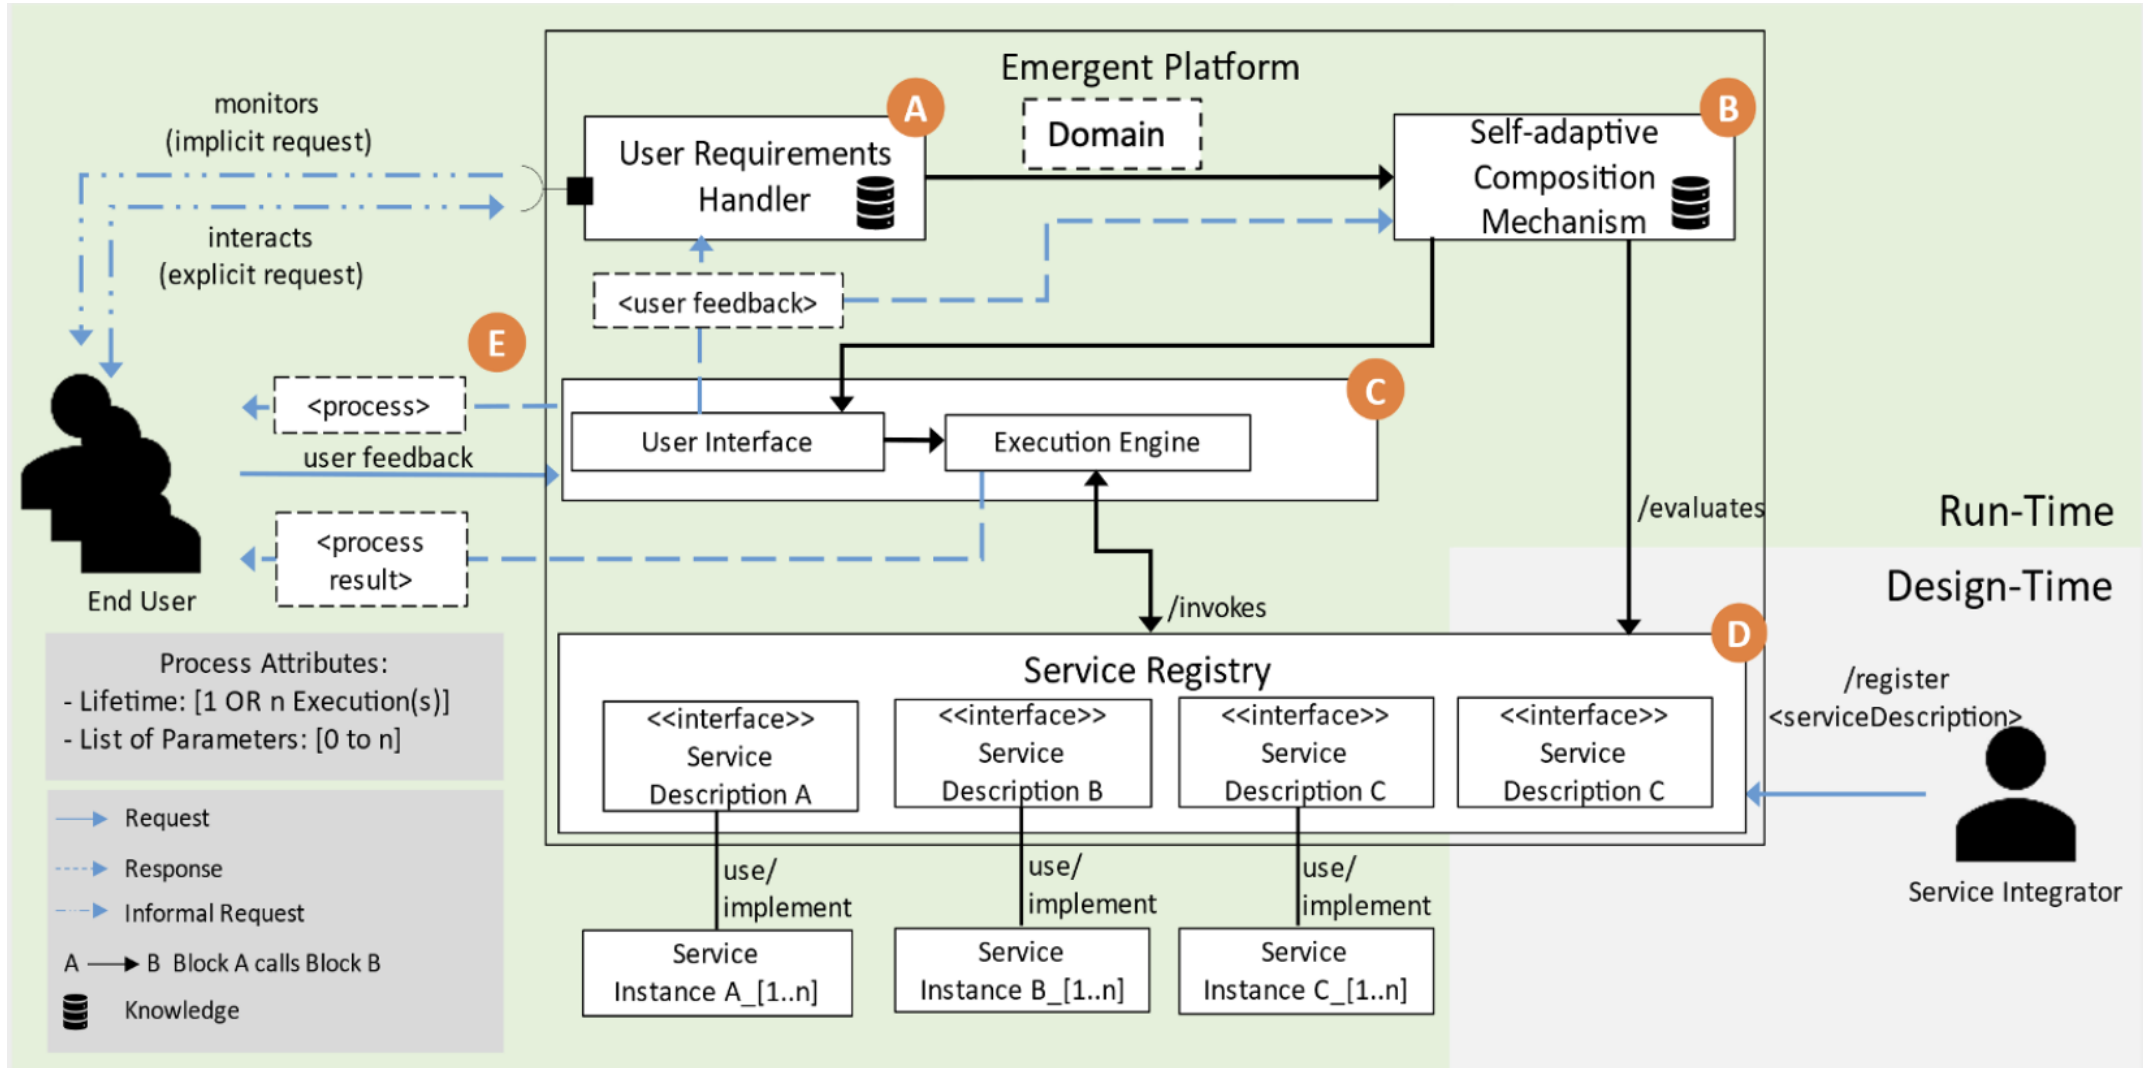 Emergent Platform
monitors
(implicit request)
interacts
(explicit request)
A
User Requirements
Handler
Domain
B
Self-adaptive
Composition
Mechanism
<user feedback>
E
<process>
user feedback
<process
result>
End User
C
User Interface
Execution Engine
/evaluates
/invokes
Run-Time
Design-Time
D
Service Registry
<<interface>>
Service
Description A
<<interface>>
Service
Description B
<<interface>>
Service
Description C
<<interface>>
Service
Description C
/register
<serviceDescription>
Service Integrator
use/
implement
use/
implement
use/
implement
Service
Instance A_[1..n]
Service
Instance B_[1..n]
Service
Instance C_[1..n]
Process Attributes:
- Lifetime: [1 OR n Execution(s)]
- List of Parameters: [0 to n]
Request
Response
Informal Request
A B Block A calls Block B
Knowledge